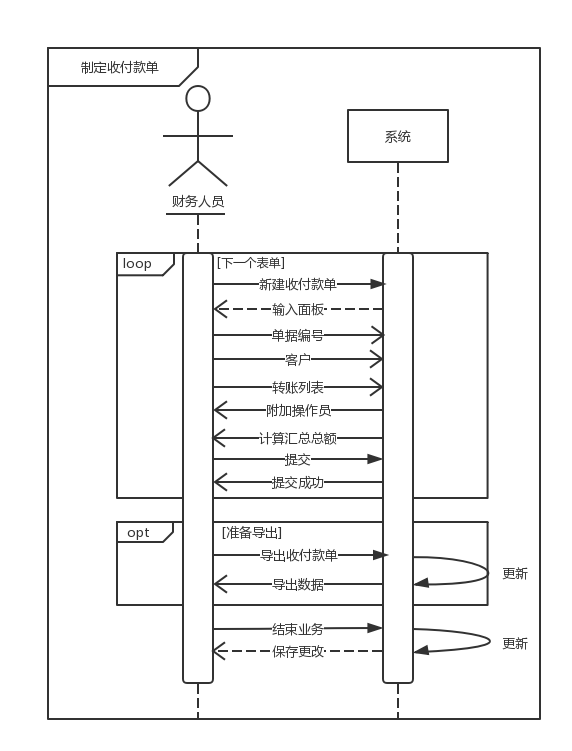 制定收付款单
系统
财务人员
loop
[下一个表单]
新建收付款单
输入面板
单据编号
客户
转账列表
附加操作员
计算汇总总额
提交
提交成功
opt
[准备导出]
导出收付款单
更新
导出数据
结束业务
更新
保存更改